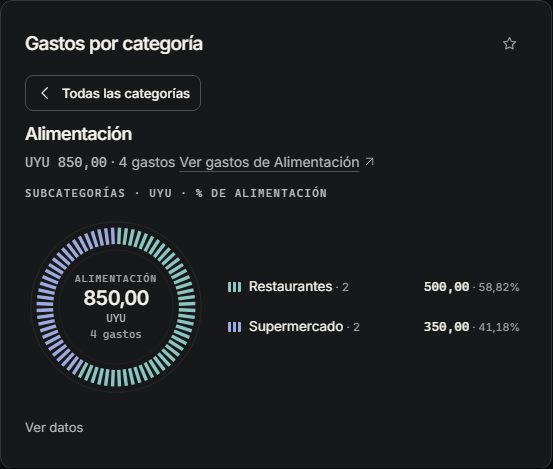 Gastos por categoría
Todas las categorías
Alimentación
UYU 850,00 · 4 gastos Ver gastos de Alimentación ↗
SUBCATEGORÍAS · UYU · % DE ALIMENTACIÓN
ALIMENTACIÓN
850,00
UYU
4 gastos
Restaurantes · 2 500,00 · 58,82%
Supermercado · 2 350,00 · 41,18%
Ver datos